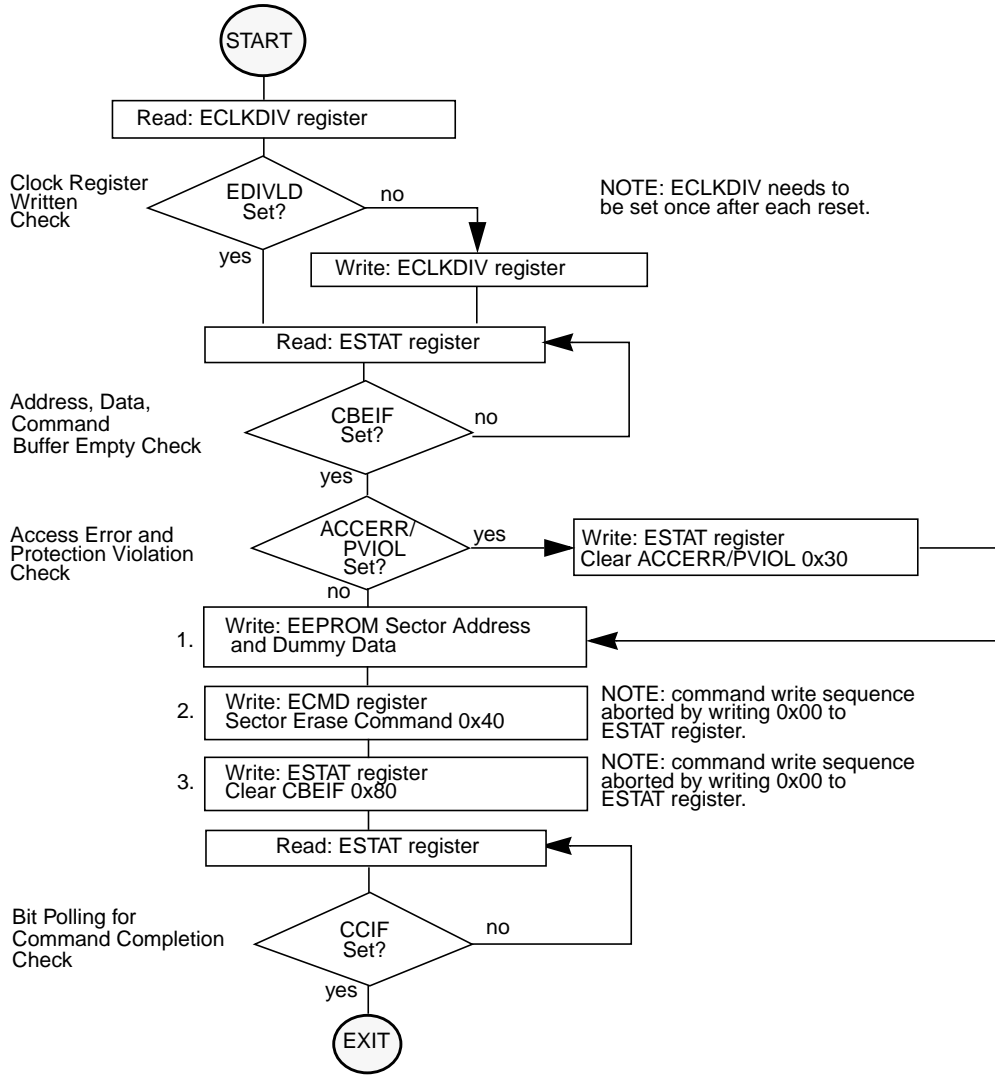 START
Read: ECLKDIV register
Clock Register
Written
Check
EDIVLD
Set?
no
yes
NOTE: ECLKDIV needs to
be set once after each reset.
Write: ECLKDIV register
Read: ESTAT register
Address, Data,
Command
Buffer Empty Check
CBEIF
Set?
no
yes
Access Error and
Protection Violation
Check
ACCERR/
PVIOL
Set?
yes
no
Write: ESTAT register
Clear ACCERR/PVIOL 0x30
1.
Write: EEPROM Sector Address
and Dummy Data
2.
Write: ECMD register
Sector Erase Command 0x40
NOTE: command write sequence
aborted by writing 0x00 to
ESTAT register.
3.
Write: ESTAT register
Clear CBEIF 0x80
NOTE: command write sequence
aborted by writing 0x00 to
ESTAT register.
Read: ESTAT register
Bit Polling for
Command Completion
Check
CCIF
Set?
no
yes
EXIT